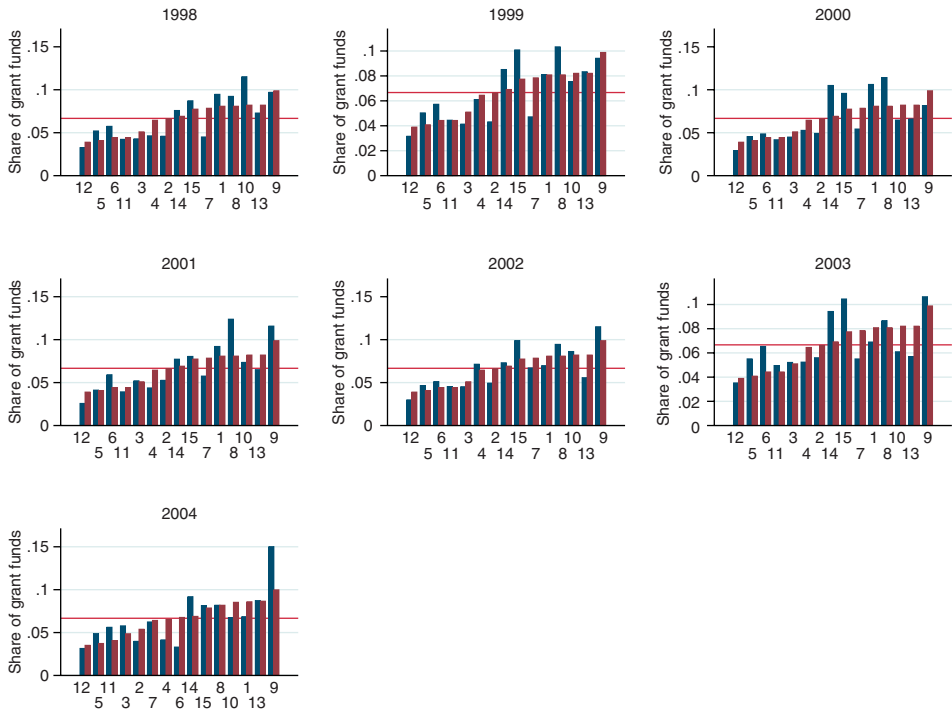 1998
Share of grant funds
.15
.1
.05
0
12 6 3 2 15 1 10 9
5 11 4 14 7 8 13
1999
Share of grant funds
.1
.08
.06
.04
.02
0
12 6 3 2 15 1 10 9
5 11 4 14 7 8 13
2000
Share of grant funds
.15
.1
.05
0
12 6 3 2 15 1 10 9
5 11 4 14 7 8 13
2001
Share of grant funds
.15
.1
.05
0
12 6 3 2 15 1 10 9
5 11 4 14 7 8 13
2002
Share of grant funds
.15
.1
.05
0
12 6 3 2 15 1 10 9
5 11 4 14 7 8 13
2003
Share of grant funds
.1
.08
.06
.04
.02
0
12 6 3 2 15 1 10 9
5 11 4 14 7 8 13
2004
Share of grant funds
.15
.1
.05
0
12 11 2 4 14 8 1 9
5 3 7 6 15 10 13